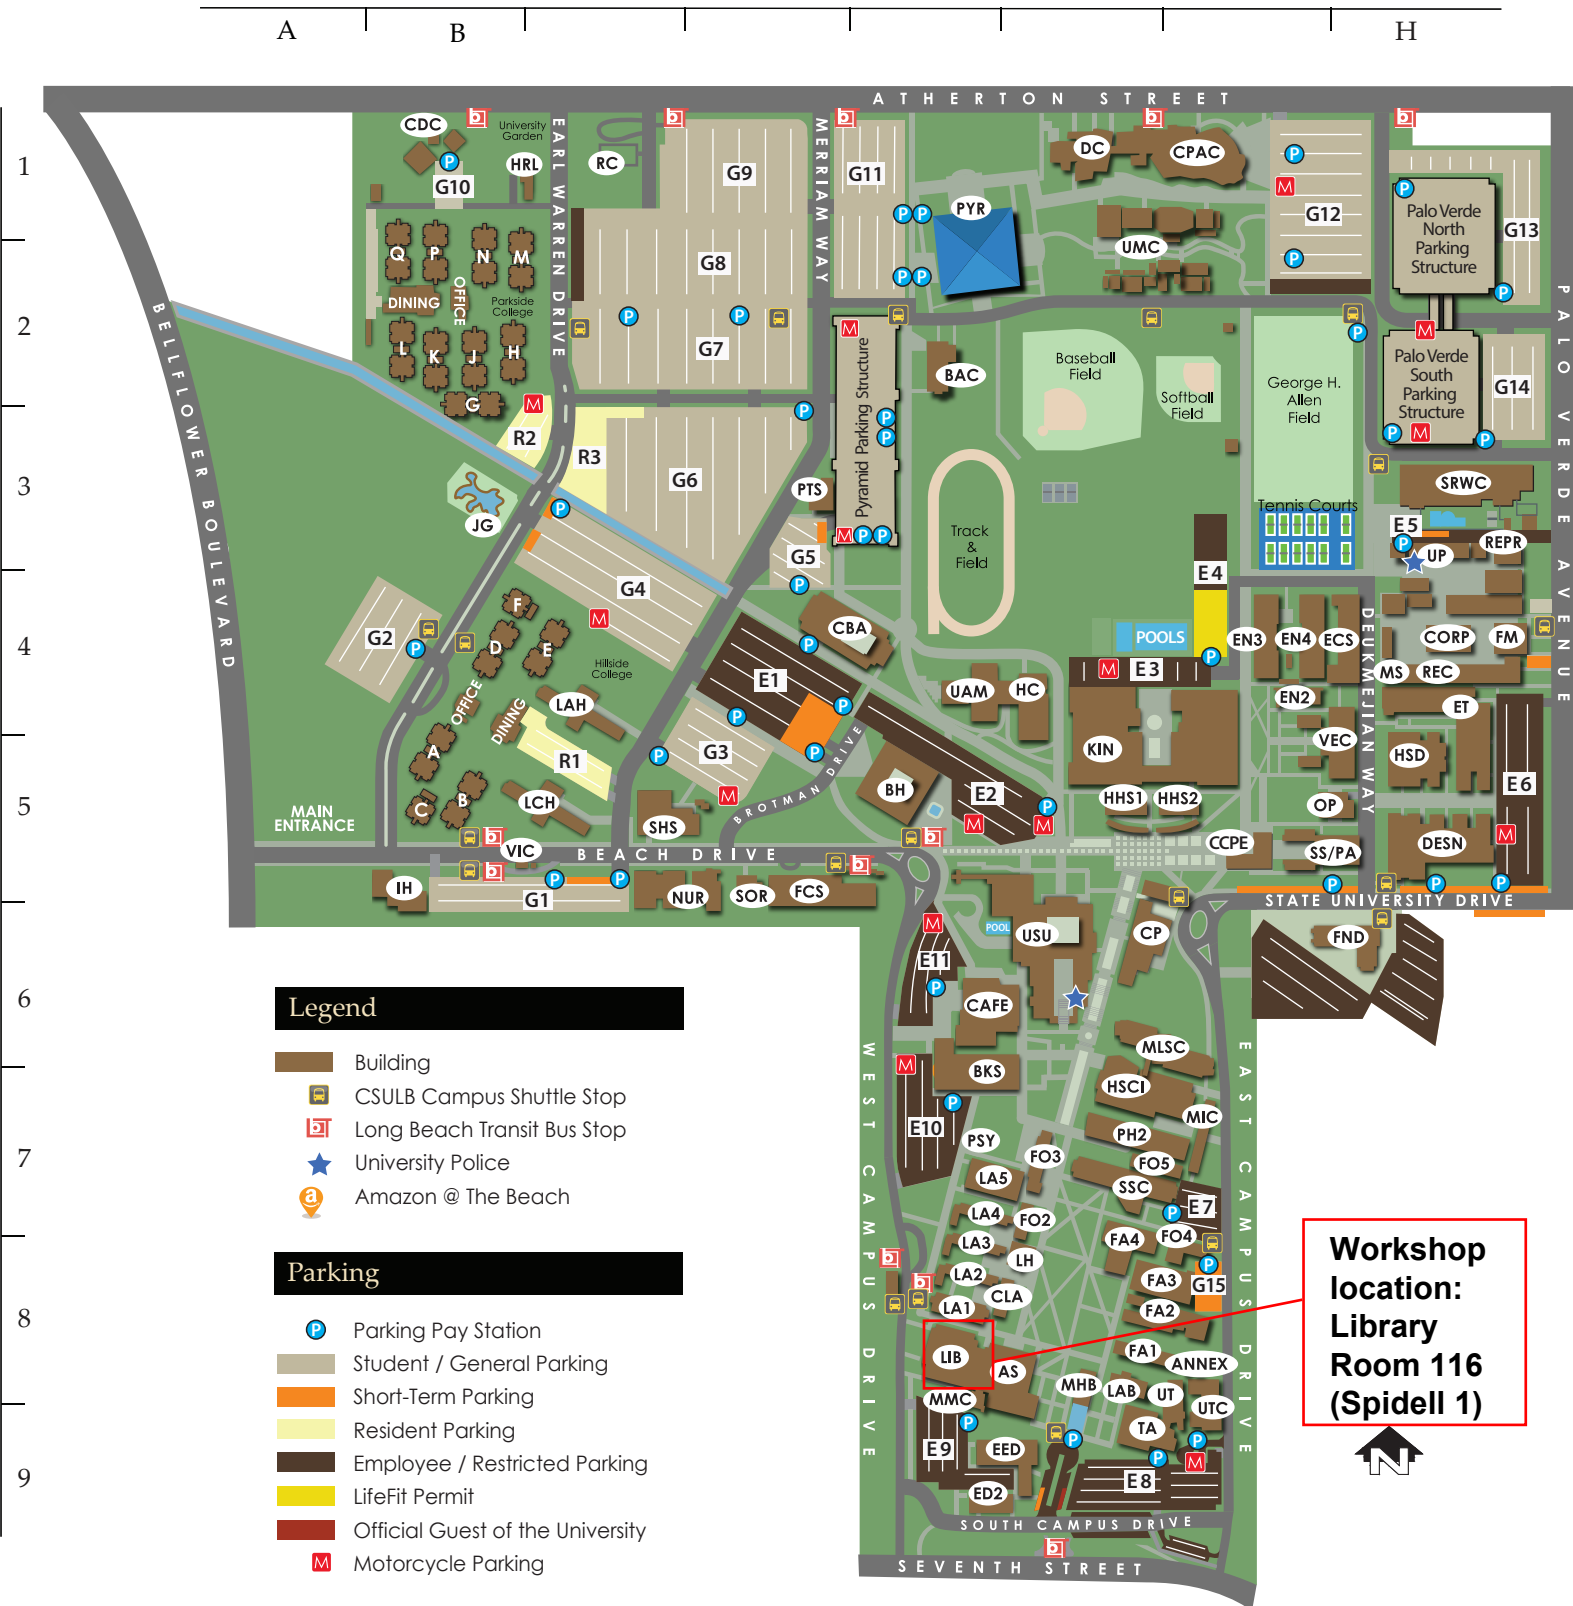 A
B
H
1
2
3
4
5
6
7
8
9
ATHERTON STREET
BELLFLOWER BOULEVARD
EARL WARREN DRIVE
MERRIAM WAY
PALO VERDE AVENUE
CDC
University
Garden
HRL
RC
G10
G9
G11
PYR
DC
CPAC
UMC
G12
Palo Verde
North
Parking
Structure
G13
Q
P
N
M
DINING
OFFICE
Parkside
College
L
K
J
H
G
G8
G7
BAC
Baseball
Field
Softball
Field
George H.
Allen
Field
Palo Verde
South
Parking
Structure
G14
R2
R3
G6
PTS
Pyramid Parking Structure
JG
G5
Track
&
Field
Tennis Courts
SRWC
E5
UP
REPR
G4
G2
F
D
E
Hillside
College
CBA
E1
POOLS
E4
E3
EN3
EN4
ECS
DEUKMEJIAN WAY
CORP
FM
MS
REC
ET
OFFICE
DINING
LAH
R1
G3
BROTMAN DRIVE
UAM
HC
KIN
EN2
VEC
HSD
E6
A
B
C
LCH
SHS
BH
E2
HHS1
HHS2
OP
CCPE
SS/PA
DESN
MAIN
ENTRANCE
VIC
BEACH DRIVE
IH
G1
NUR
SOR
FCS
STATE UNIVERSITY DRIVE
POOL
USU
CP
FND
E11
CAFE
BKS
MLSC
HSCI
MIC
WEST CAMPUS DRIVE
EAST CAMPUS DRIVE
E10
PSY
FO3
PH2
FO5
SSC
LA5
E7
LA4
FO2
FA4
FO4
LA3
LH
FA3
G15
LA2
CLA
FA2
LA1
LIB
AS
FA1
ANNEX
MMC
MHB
LAB
UT
UTC
TA
E9
EED
E8
ED2
SOUTH CAMPUS DRIVE
SEVENTH STREET
Workshop
location:
Library
Room 116
(Spidell 1)
N
Legend
Building
CSULB Campus Shuttle Stop
Long Beach Transit Bus Stop
University Police
Amazon @ The Beach
Parking
Parking Pay Station
Student / General Parking
Short-Term Parking
Resident Parking
Employee / Restricted Parking
LifeFit Permit
Official Guest of the University
Motorcycle Parking